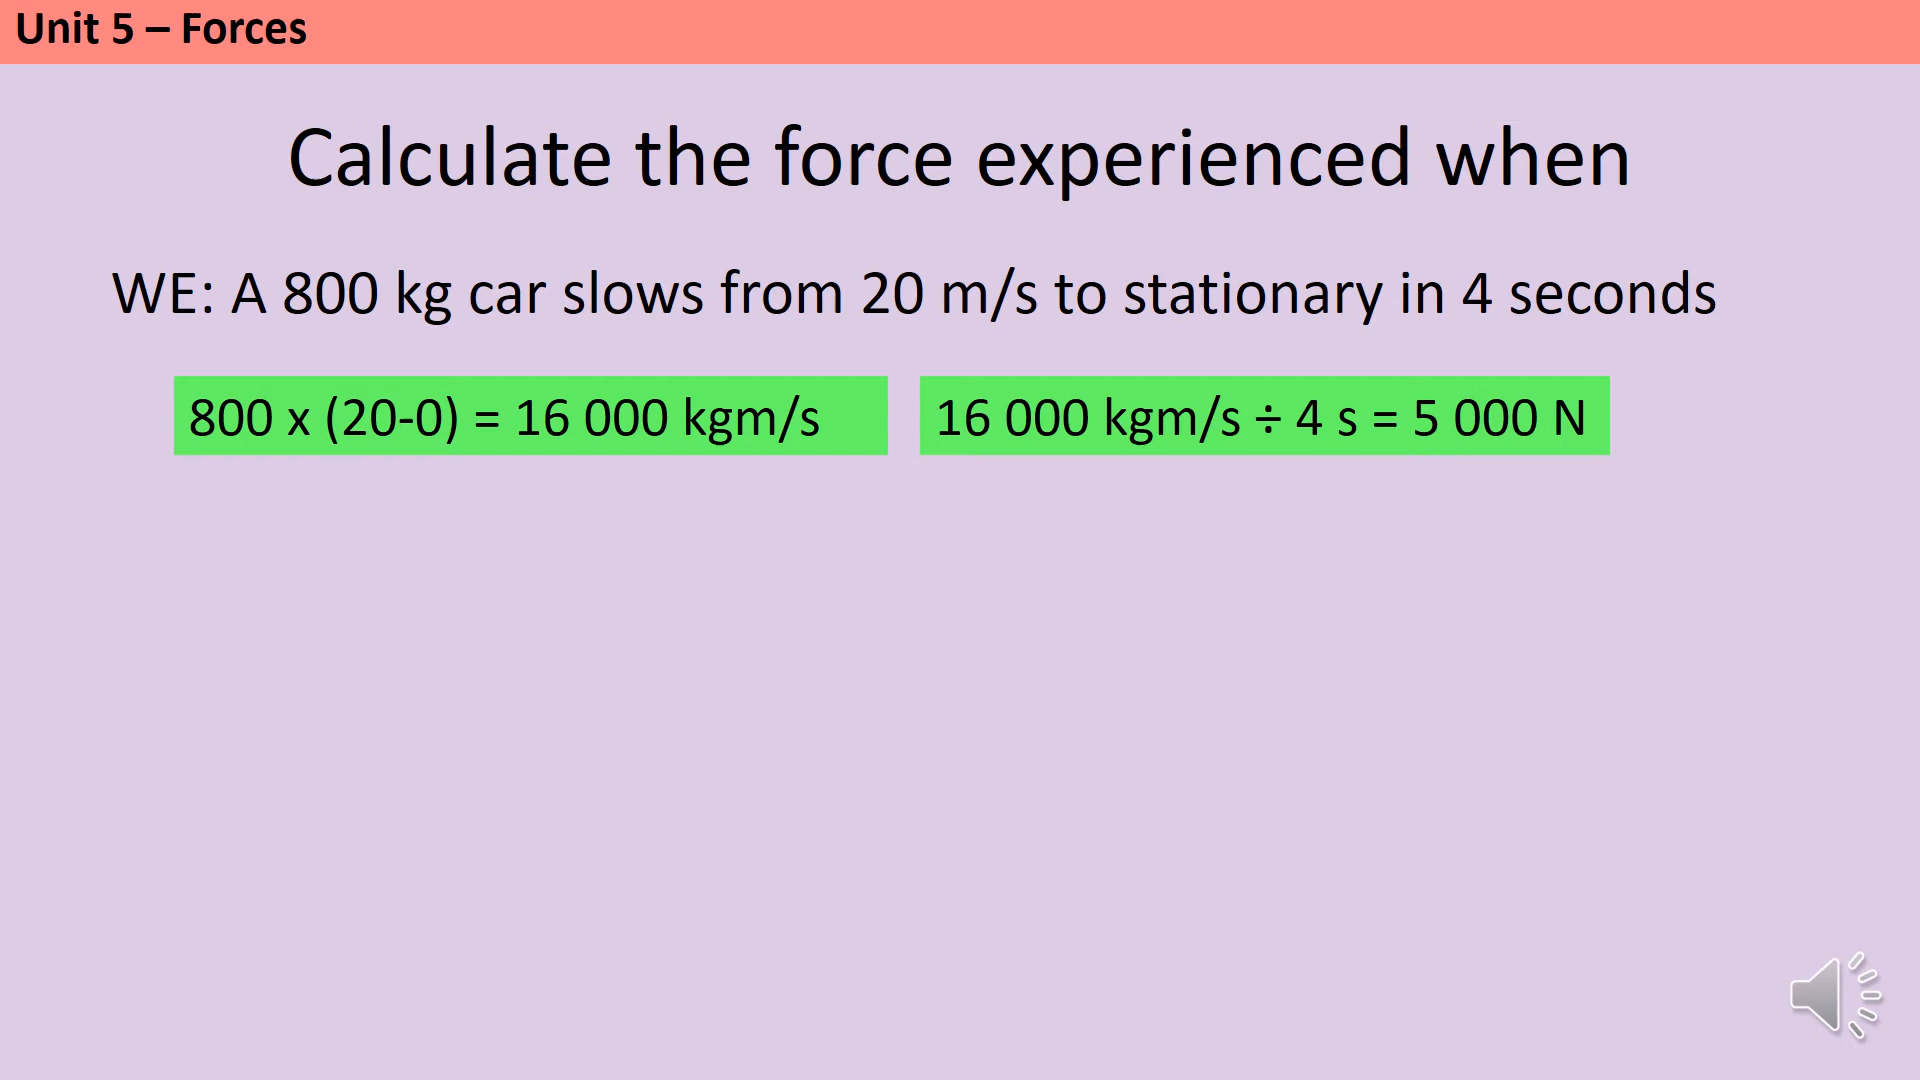 Unit 5 – Forces
Calculate the force experienced when
WE: A 800 kg car slows from 20 m/s to stationary in 4 seconds
800 x (20-0) = 16 000 kgm/s
16 000 kgm/s ÷ 4 s = 5 000 N